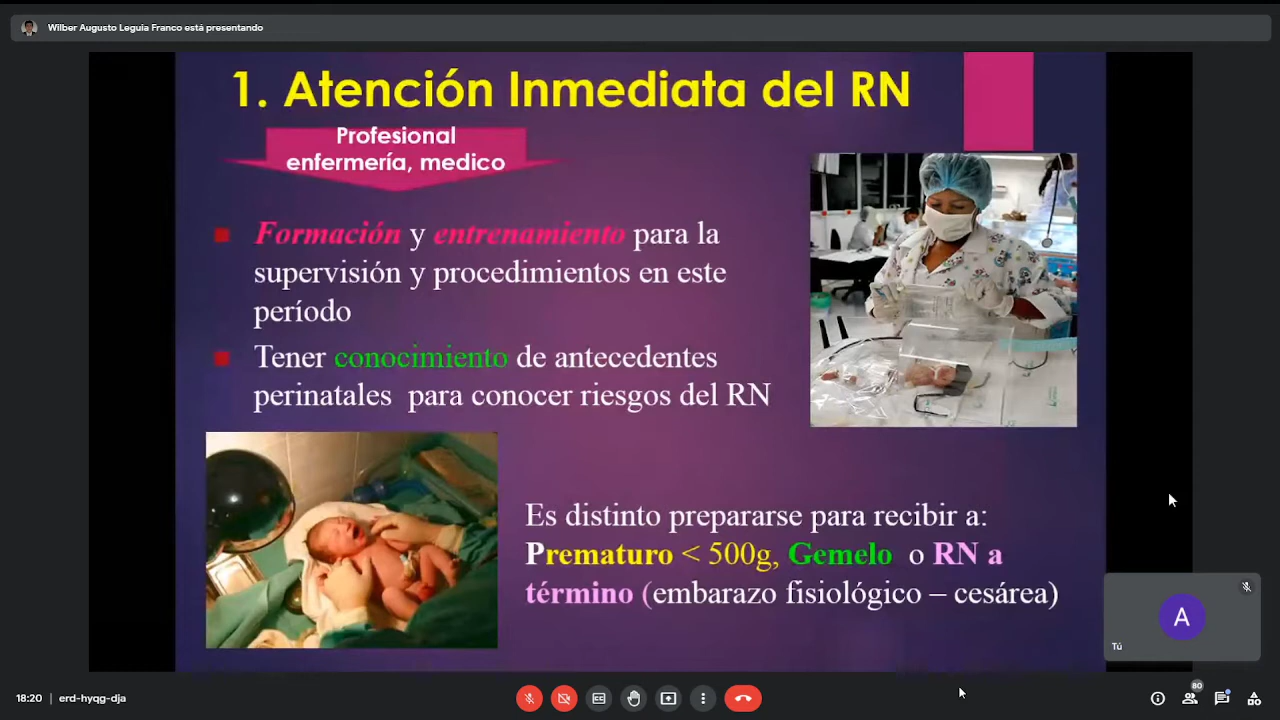 Wilber Augusto Leguia Franco está presentando
1. Atención Inmediata del RN
Profesional
enfermería, medico
Formación y entrenamiento para la
supervisión y procedimientos en este
período
Tener conocimiento de antecedentes
perinatales para conocer riesgos del RN
Es distinto prepararse para recibir a:
Prematuro < 500g, Gemelo o RN a
término (embarazo fisiológico – cesárea)
A
Tú
18:20 | erd-hyqg-dja
80